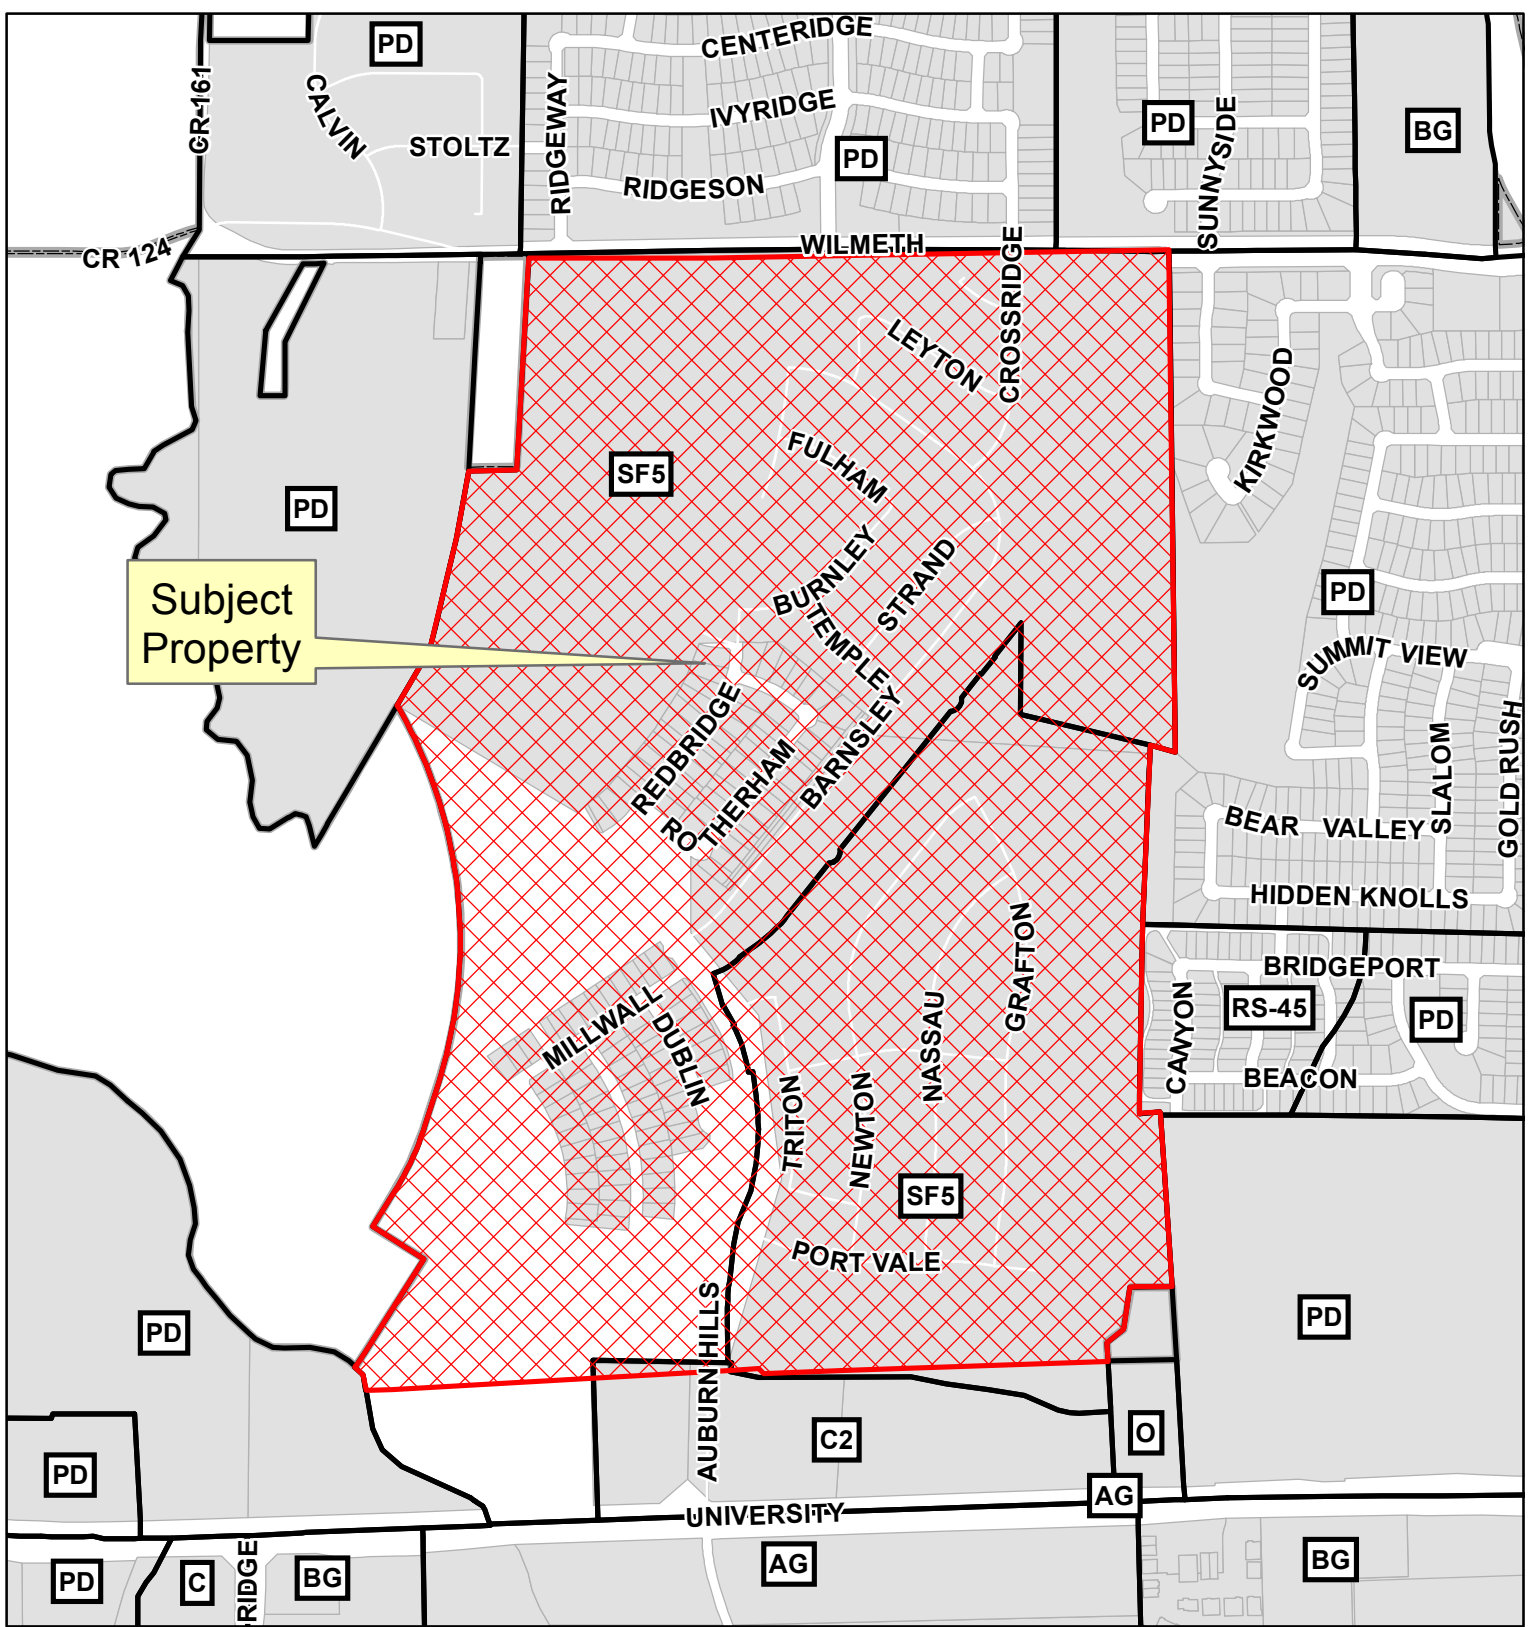 PD
CENTERIDGE
CR-161
CALVIN
RIDGEWAY
IVYRIDGE
SUNNYSIDE
PD
BG
STOLTZ
PD
RIDGESON
CR 124
WILMETH
CROSSRIDGE
LEYTON
KIRKWOOD
FULHAM
SF5
PD
BURNLEY
STRAND
PD
Subject
Property
TEMPLEY
SUMMIT VIEW
REDBRIDGE
BARNSLEY
ROTHERHAM
SLALOM
GOLD RUSH
BEAR VALLEY
HIDDEN KNOLLS
GRAFTON
BRIDGEPORT
MILLWALL
NASSAU
CANYON
RS-45
PD
DUBLIN
BEACON
TRITON
NEWTON
SF5
PORT VALE
AUBURN HILLS
PD
PD
C2
O
PD
AG
UNIVERSITY
PD
C
RIDGE
BG
AG
BG